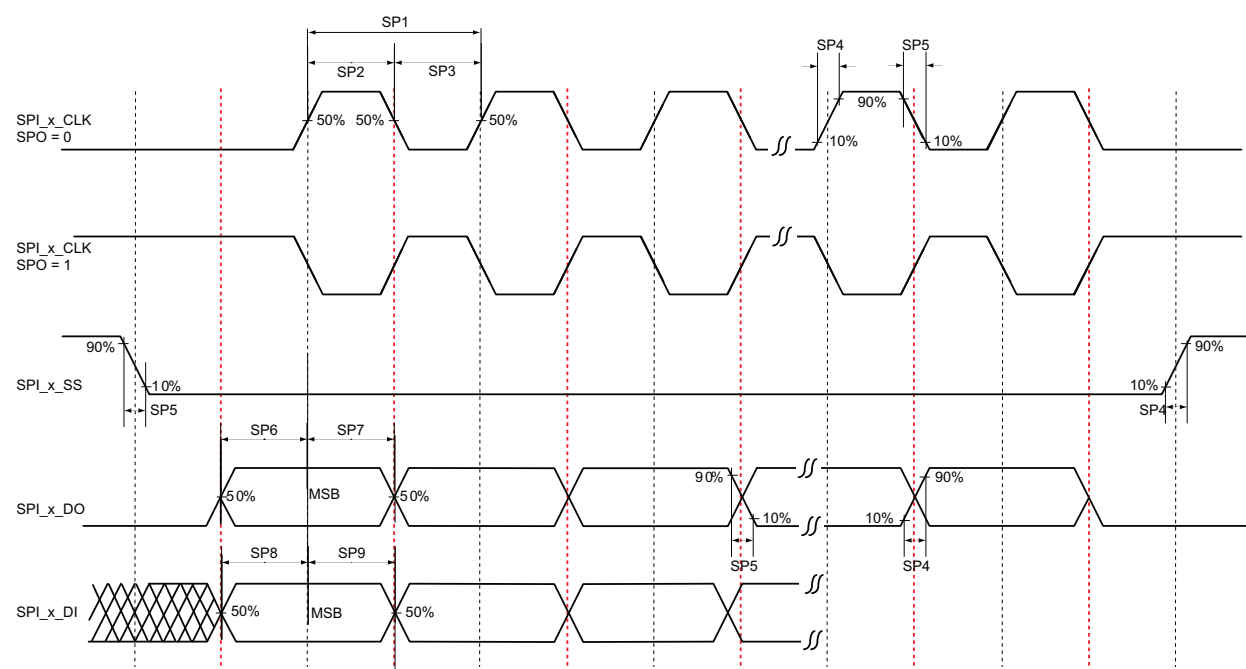 SP1
SP4 SP5
SP2 SP3
SPI_x_CLK
SPO = 0
50% 50% 50%
90%
10% 10%
SPI_x_CLK
SPO = 1
90%
90%
SPI_x_SS
10%
10%
SP5
SP4
SP6 SP7
90%
90%
50% MSB 50%
SPI_x_DO
10%
10%
SP8 SP9
SP5
SP4
SPI_x_DI
50% MSB 50%